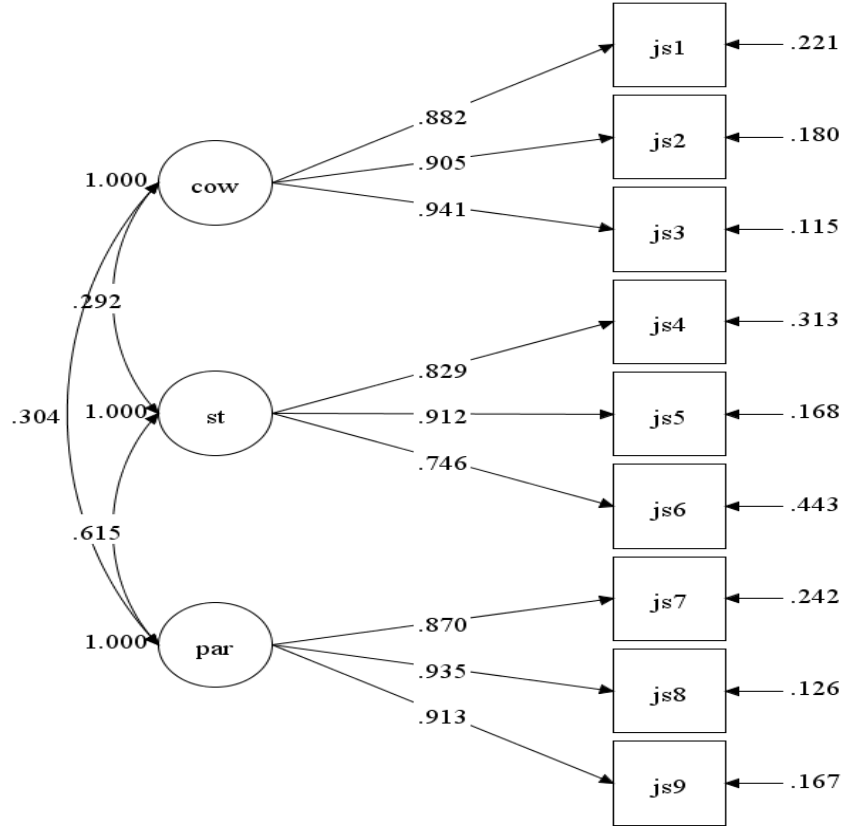 js1
.221
.882
js2
.180
1.000
cow
.905
.941
js3
.115
.292
js4
.313
.829
.304
1.000
st
.912
js5
.168
.746
js6
.443
.615
js7
.242
.870
1.000
par
.935
js8
.126
.913
js9
.167